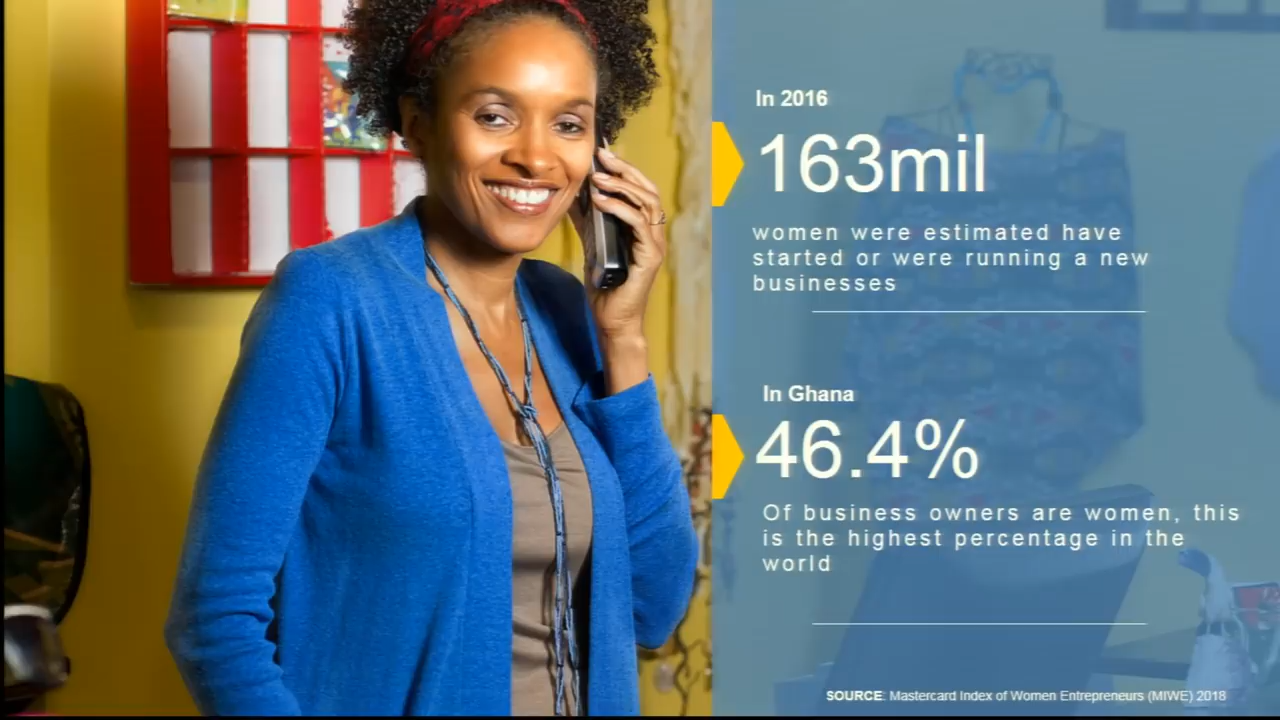 In 2016
163mil
women were estimated have
started or were running a new
businesses
In Ghana
46.4%
Of business owners are women, this
is the highest percentage in the
world
SOURCE: Mastercard Index of Women Entrepreneurs (MIWE) 2018